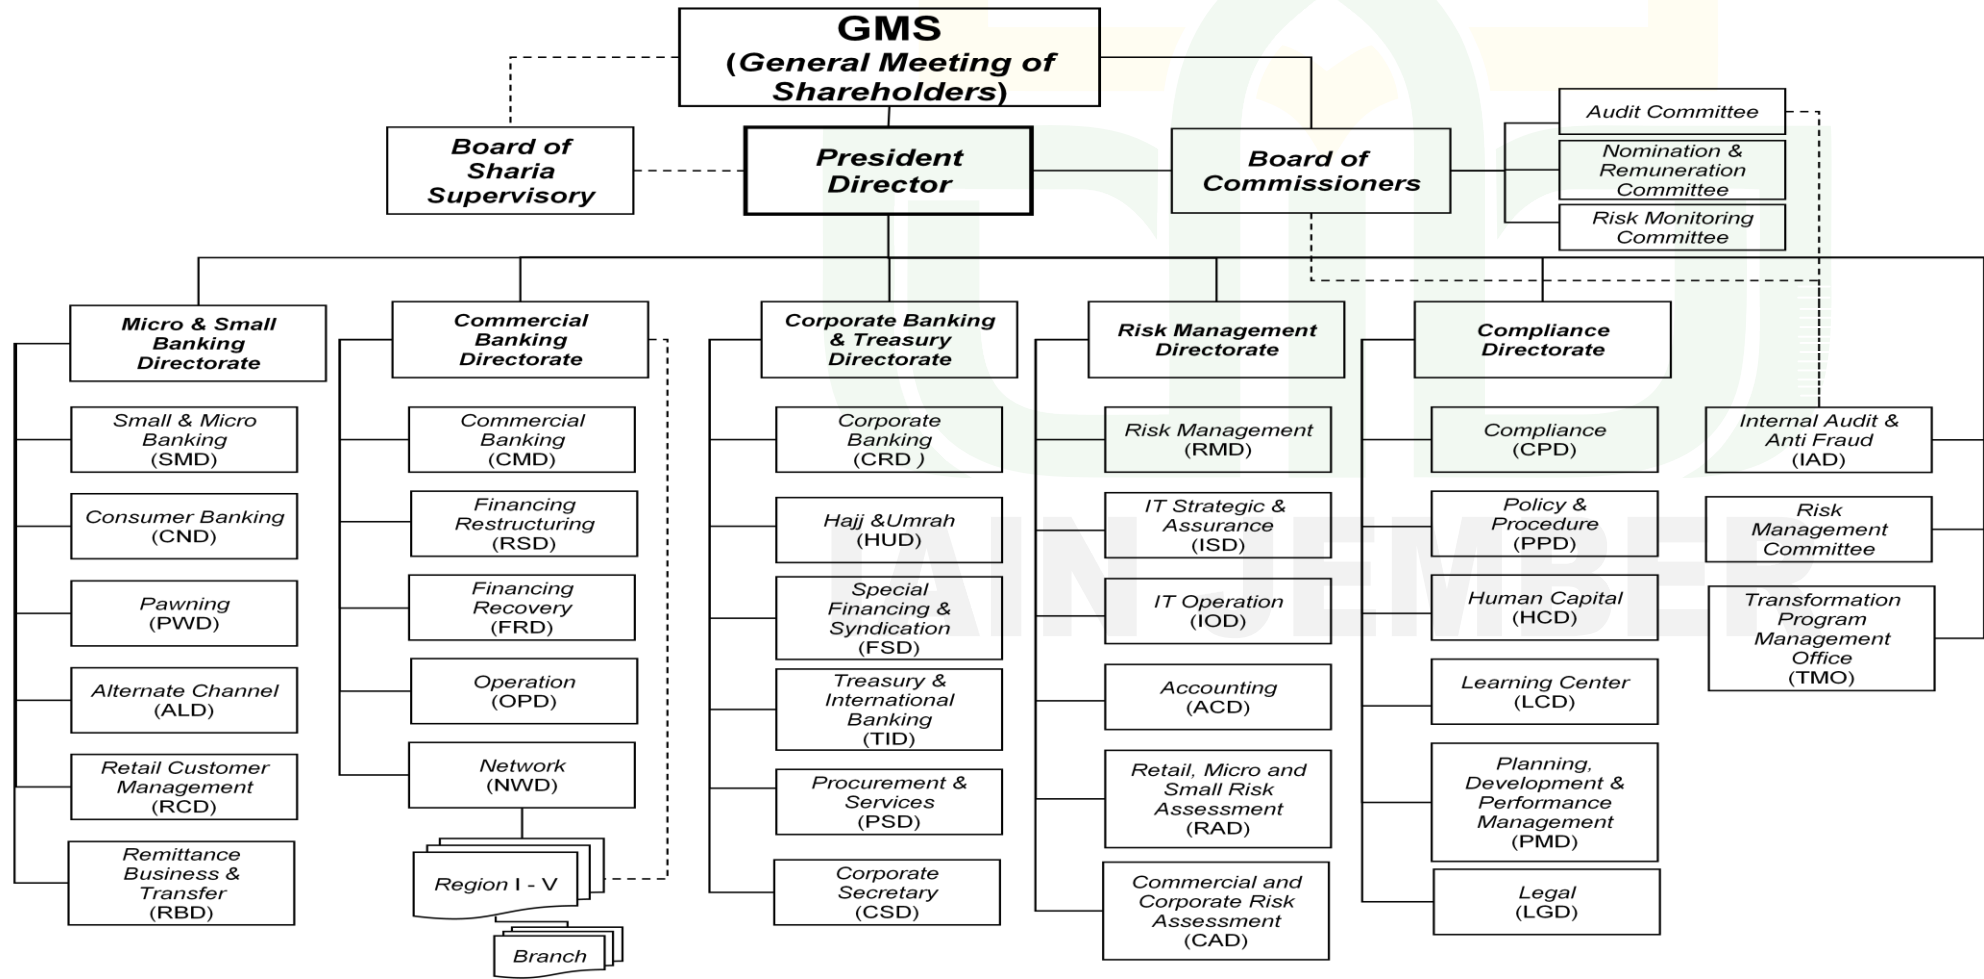 GMS
(General Meeting of
Shareholders)
Board of
Sharia
Supervisory
President
Director
Board of
Commissioners
Audit Committee
Nomination &
Remuneration
Committee
Risk Monitoring
Committee
Micro & Small
Banking
Directorate
Small & Micro
Banking
(SMD)
Consumer Banking
(CND)
Pawning
(PWD)
Alternate Channel
(ALD)
Retail Customer
Management
(RCD)
Remittance
Business &
Transfer
(RBD)
Commercial
Banking
Directorate
Commercial
Banking
(CMD)
Financing
Restructuring
(RSD)
Financing
Recovery
(FRD)
Operation
(OPD)
Network
(NWD)
Region I - V
Branch
Corporate Banking
& Treasury
Directorate
Corporate
Banking
(CRD )
Hajj &Umrah
(HUD)
Special
Financing &
Syndication
(FSD)
Treasury &
International
Banking
(TID)
Procurement &
Services
(PSD)
Corporate
Secretary
(CSD)
Risk Management
Directorate
Risk Management
(RMD)
IT Strategic &
Assurance
(ISD)
IT Operation
(IOD)
Accounting
(ACD)
Retail, Micro and
Small Risk
Assessment
(RAD)
Commercial and
Corporate Risk
Assessment
(CAD)
Compliance
Directorate
Compliance
(CPD)
Policy &
Procedure
(PPD)
Human Capital
(HCD)
Learning Center
(LCD)
Planning,
Development &
Performance
Management
(PMD)
Legal
(LGD)
Internal Audit &
Anti Fraud
(IAD)
Risk
Management
Committee
Transformation
Program
Management
Office
(TMO)
IAIN JEMBER